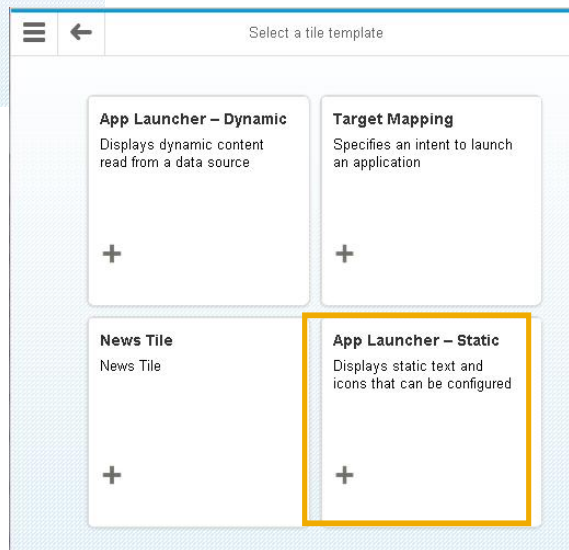 Select a tile template
App Launcher – Dynamic
Displays dynamic content
read from a data source
Target Mapping
Specifies an intent to launch
an application
News Tile
News Tile
App Launcher – Static
Displays static text and
icons that can be configured